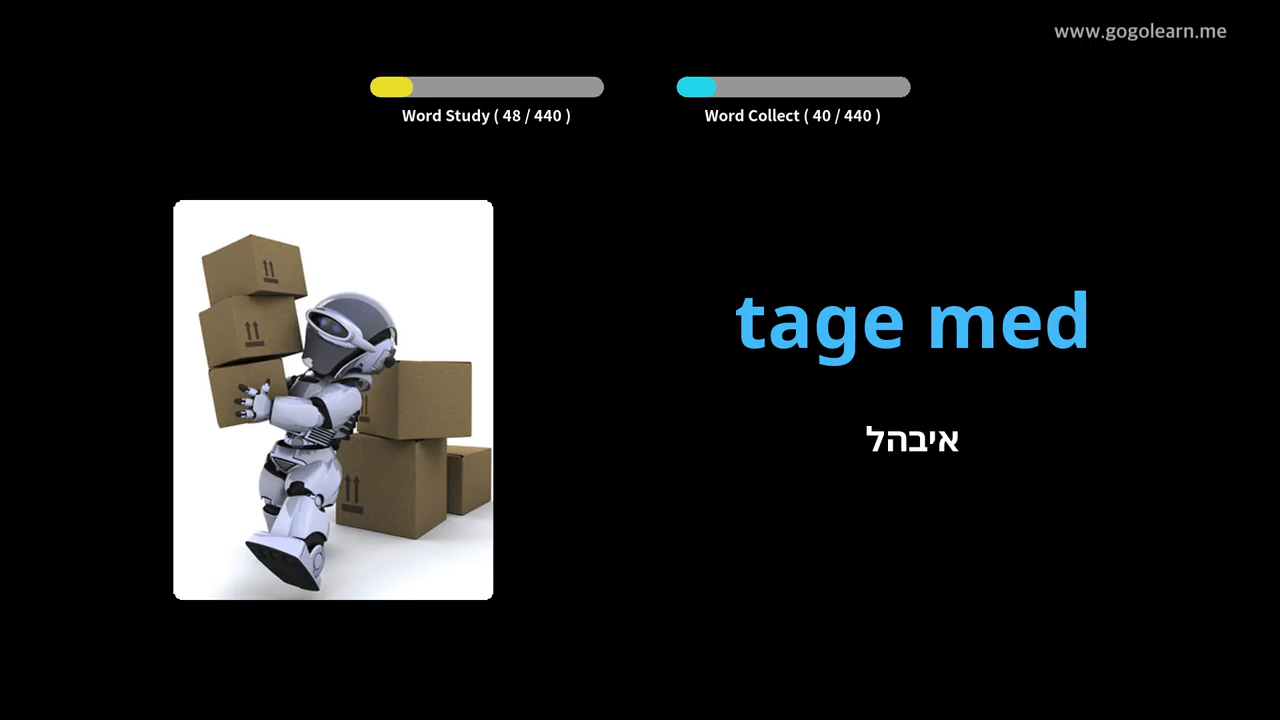 www.gogolearn.me
Word Study ( 48 / 440 )
Word Collect ( 40 / 440 )
tage med
איבהל